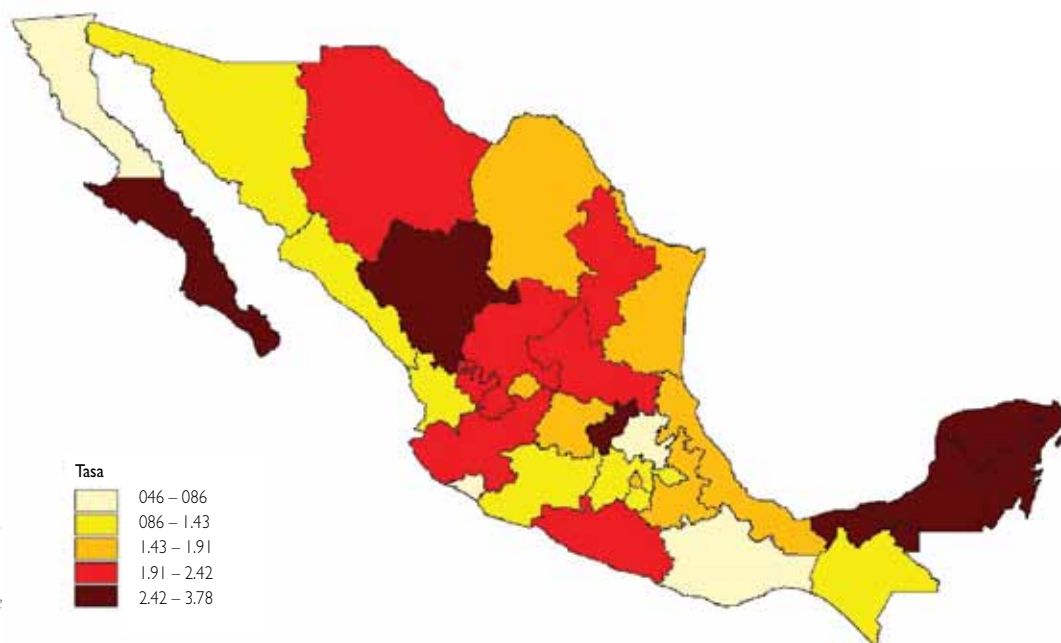 Tasa
046 – 086
086 – 1.43
1.43 – 1.91
1.91 – 2.42
2.42 – 3.78